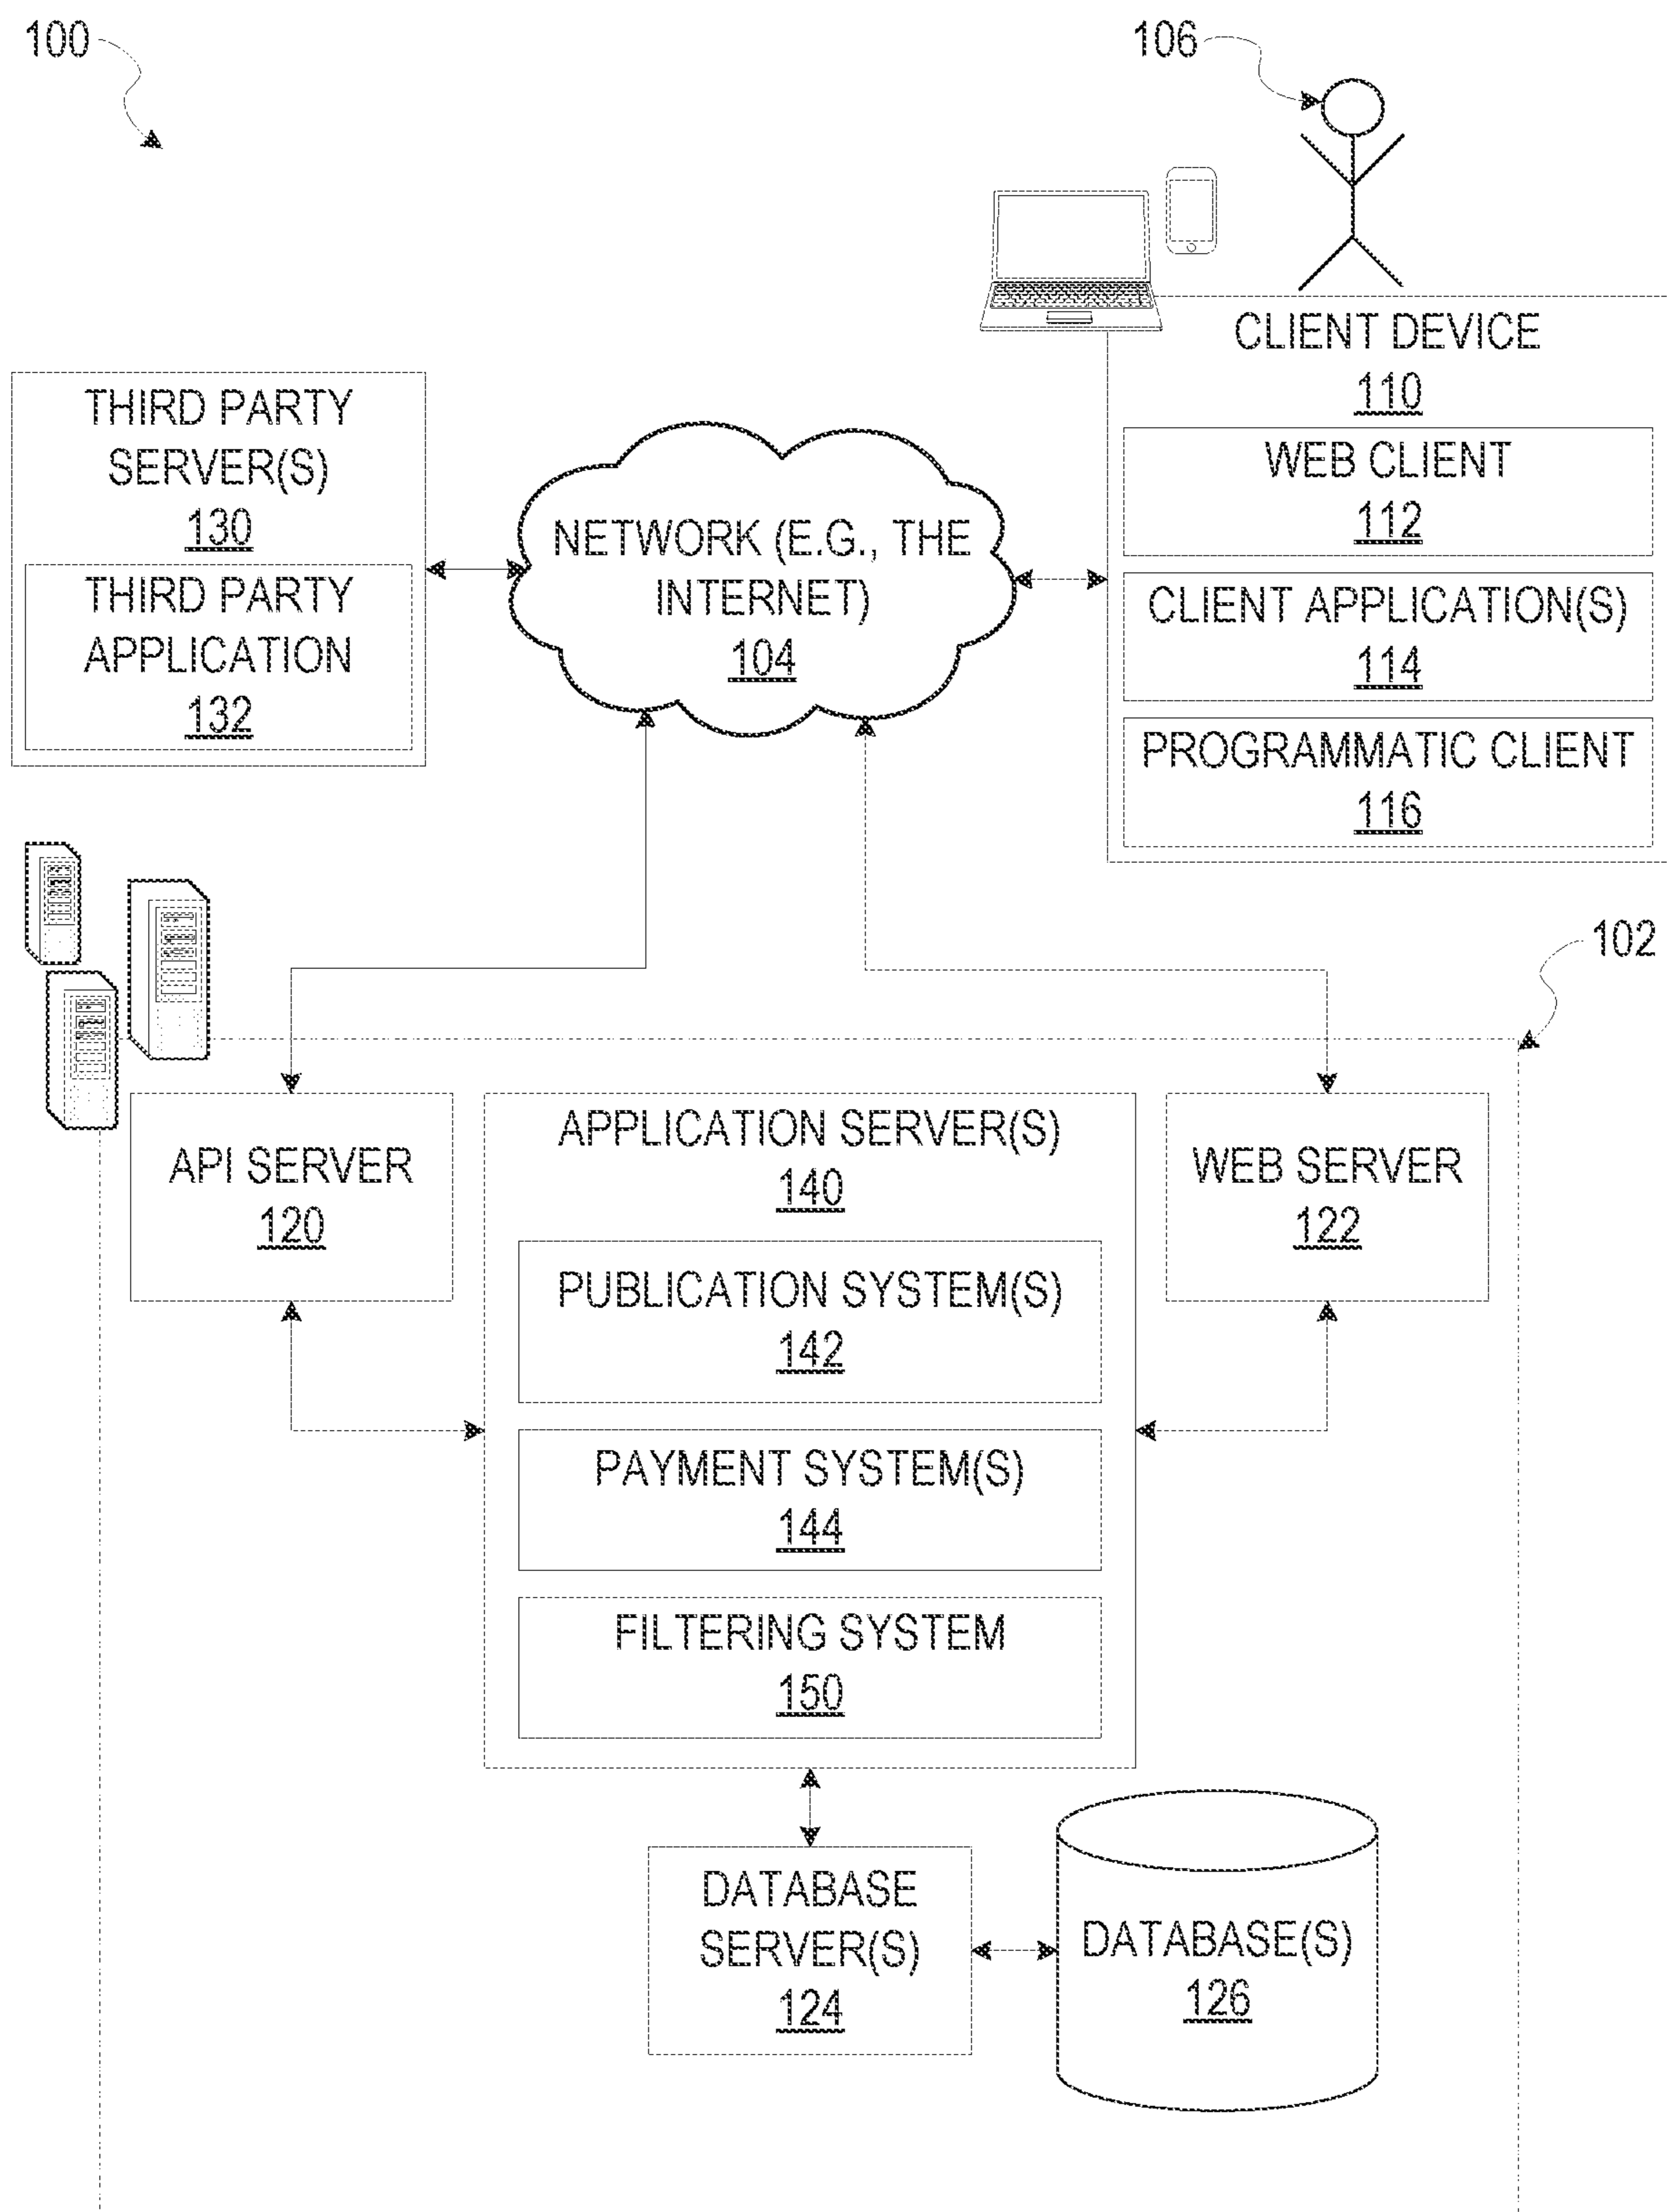 100
106
CLIENT DEVICE
110
WEB CLIENT
112
CLIENT APPLICATION(S)
114
PROGRAMMATIC CLIENT
116
THIRD PARTY
SERVER(S)
130
THIRD PARTY
APPLICATION
132
NETWORK (E.G., THE
INTERNET)
104
102
API SERVER
120
APPLICATION SERVER(S)
140
PUBLICATION SYSTEM(S)
142
PAYMENT SYSTEM(S)
144
FILTERING SYSTEM
150
WEB SERVER
122
DATABASE
SERVER(S)
124
DATABASE(S)
126